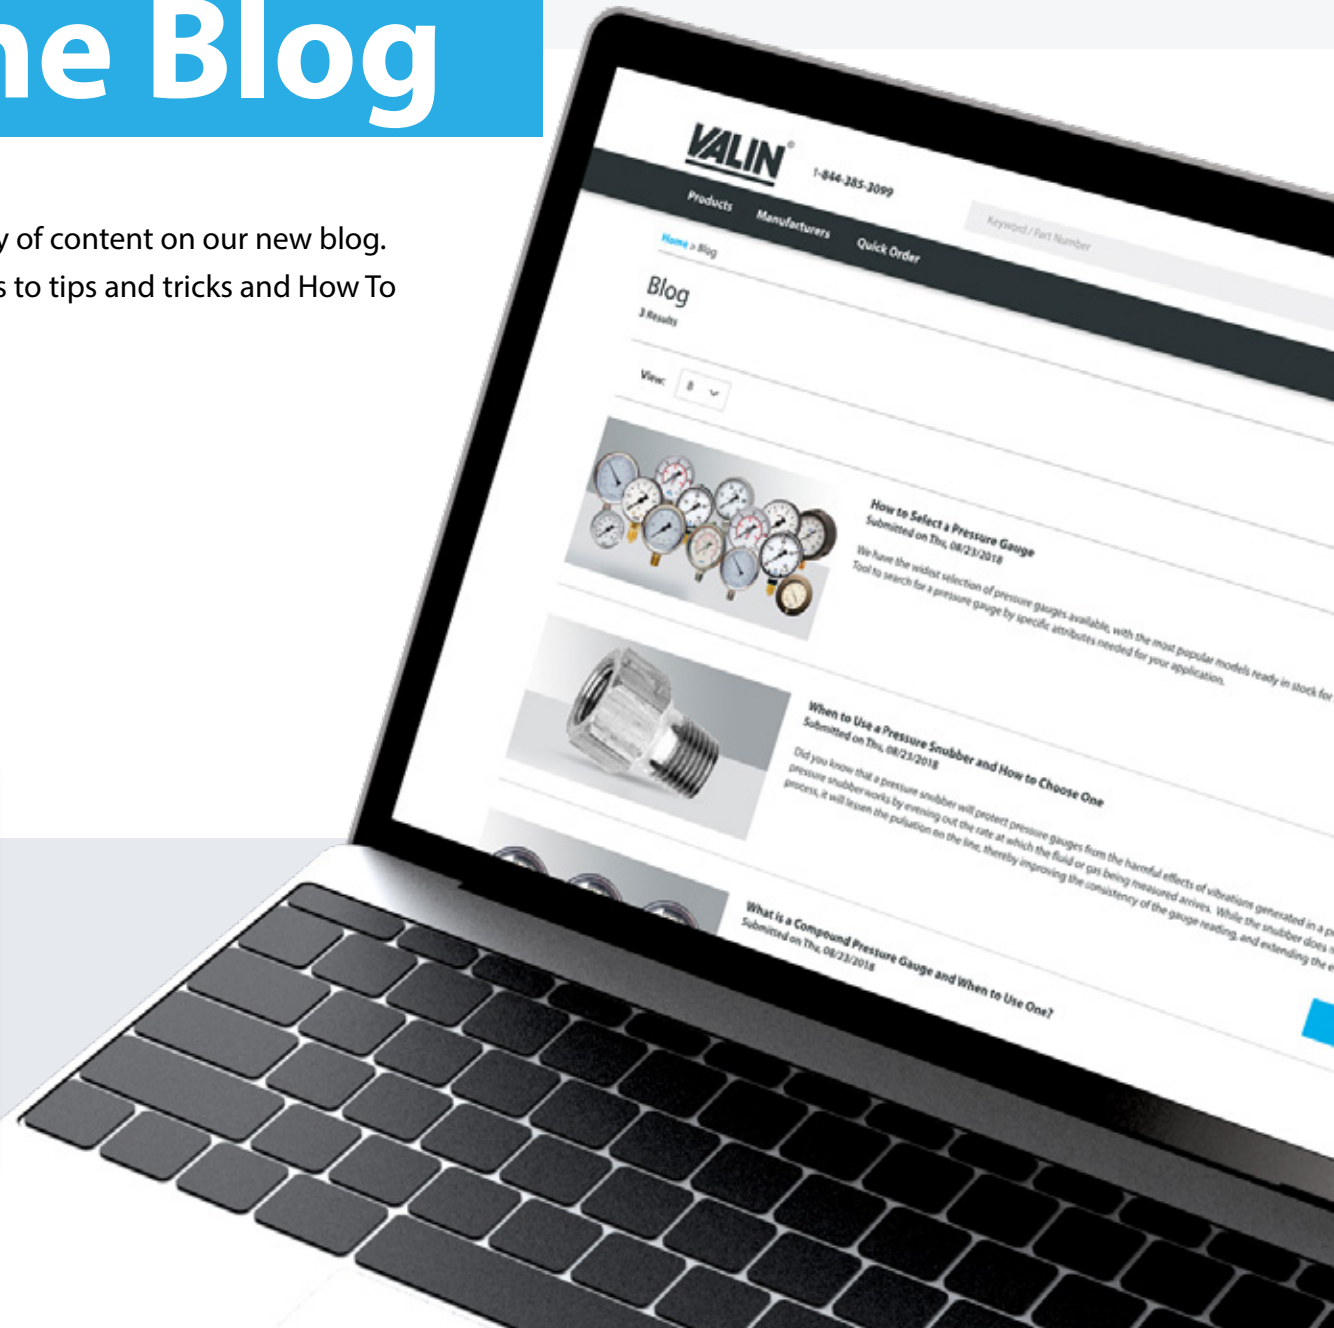 ne Blog
y of content on our new blog.
s to tips and tricks and How To
VALIN®
1-844-385-3099
Keyword / Part Number
Products Manufacturers Quick Order
Home » Blog
Blog
3 Results
View: 8
How to Select a Pressure Gauge
Submitted on Thu, 08/23/2018
We have the widest selection of pressure gauges available, with the most popular models ready in stock for
Tool to search for a pressure gauge by specific attributes needed for your application.
When to Use a Pressure Snubber and How to Choose One
Submitted on Thu, 08/23/2018
Did you know that a pressure snubber will protect pressure gauges from the harmful effects of vibrations generated in a
pressure snubber works by evening out the rate at which the fluid or gas being measured arrives. While the snubber does
process, it will lessen the pulsation on the line, thereby improving the consistency of the gauge reading, and extending the
What is a Compound Pressure Gauge and When to Use One?
Submitted on Thu, 08/23/2018